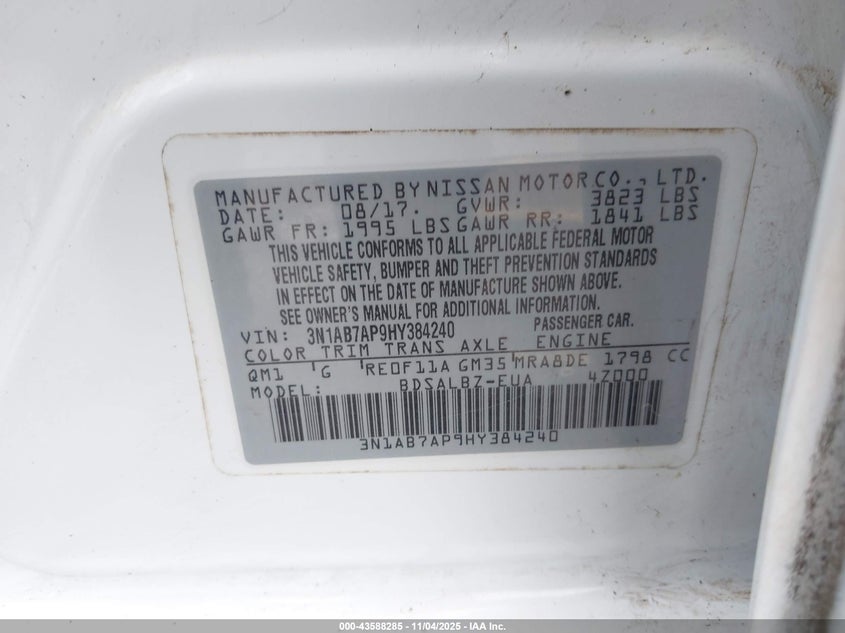 MANUFACTURED BY NISSAN MOTOR CO., LTD.
DATE: 08/17. GVWR: 3823 LBS
GAWR FR: 1995 LBS GAWR RR: 1841 LBS
THIS VEHICLE CONFORMS TO ALL APPLICABLE FEDERAL MOTOR
VEHICLE SAFETY, BUMPER AND THEFT PREVENTION STANDARDS
IN EFFECT ON THE DATE OF MANUFACTURE SHOWN ABOVE.
SEE OWNER'S MANUAL FOR ADDITIONAL INFORMATION.
VIN: 3N1AB7AP9HY384240 PASSENGER CAR.
COLOR TRIM TRANS AXLE ENGINE
QM1 G RE0F11A GM35 MRA8DE 1798 CC
MODEL: BDSALBZ-EUA 4Z000
3N1AB7AP9HY384240
000-43588285 - 11/04/2025 - IAA Inc.